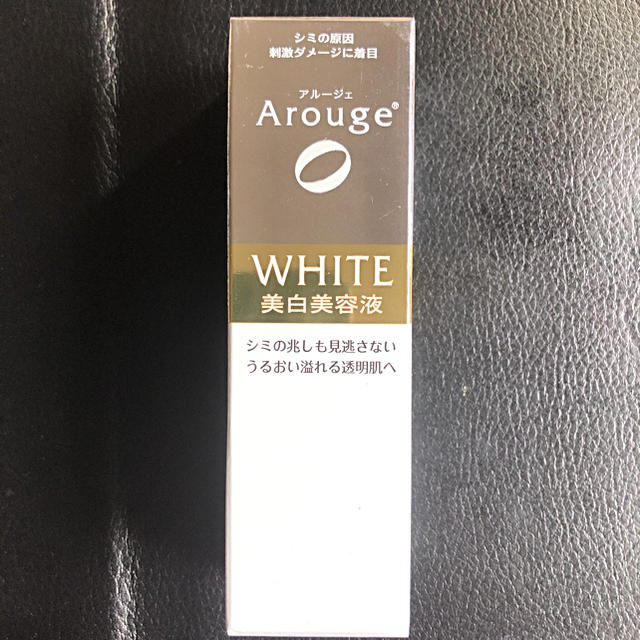 シミの原因
刺激ダメージに着目
アルージェ
Arouge®
WHITE
美白美容液
シミの兆しも見逃さない
うるおい溢れる透明肌へ